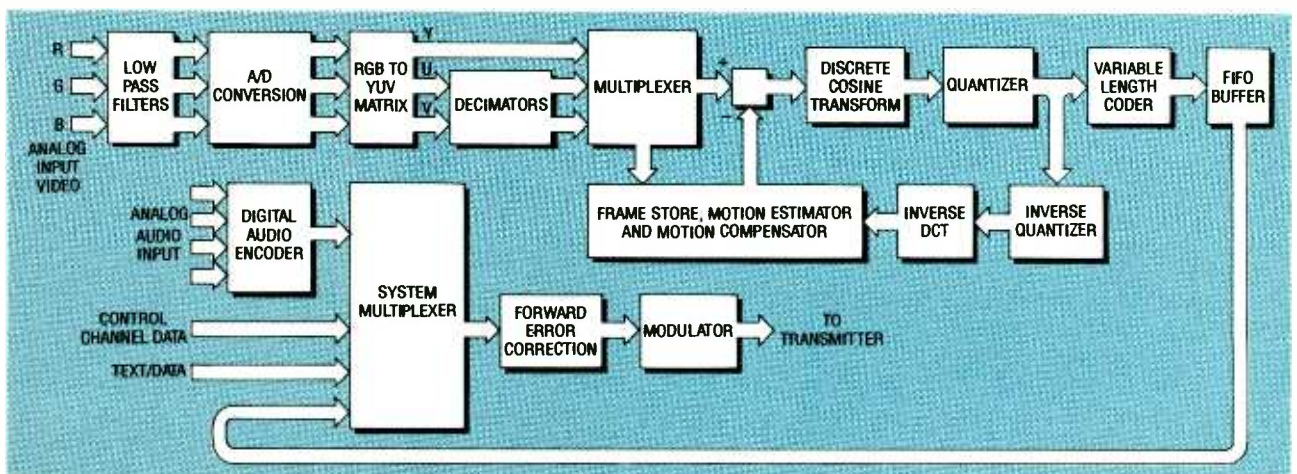 R
G
B
ANALOG
INPUT
VIDEO
LOW
PASS
FILTERS
A/D
CONVERSION
RGB TO
YUV
MATRIX
Y
U
V
DECIMATORS
MULTIPLEXER
+
−
DISCRETE
COSINE
TRANSFORM
QUANTIZER
VARIABLE
LENGTH
CODER
FIFO
BUFFER
FRAME STORE, MOTION ESTIMATOR
AND MOTION COMPENSATOR
INVERSE
DCT
INVERSE
QUANTIZER
ANALOG
AUDIO
INPUT
DIGITAL
AUDIO
ENCODER
CONTROL
CHANNEL DATA
TEXT/DATA
SYSTEM
MULTIPLEXER
FORWARD
ERROR
CORRECTION
MODULATOR
TO
TRANSMITTER